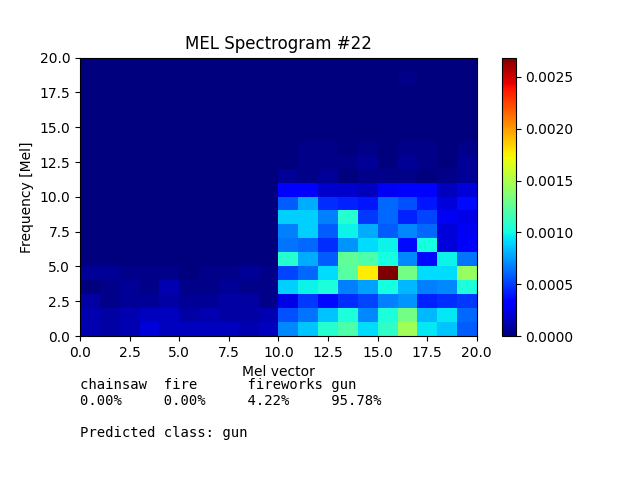 MEL Spectrogram #22
20.0
17.5
15.0
12.5
10.0
7.5
5.0
2.5
0.0
Frequency [Mel]
0.0 2.5 5.0 7.5 10.0 12.5 15.0 17.5 20.0
Mel vector
0.0025
0.0020
0.0015
0.0010
0.0005
0.0000
chainsaw fire fireworks gun
0.00% 0.00% 4.22% 95.78%
Predicted class: gun